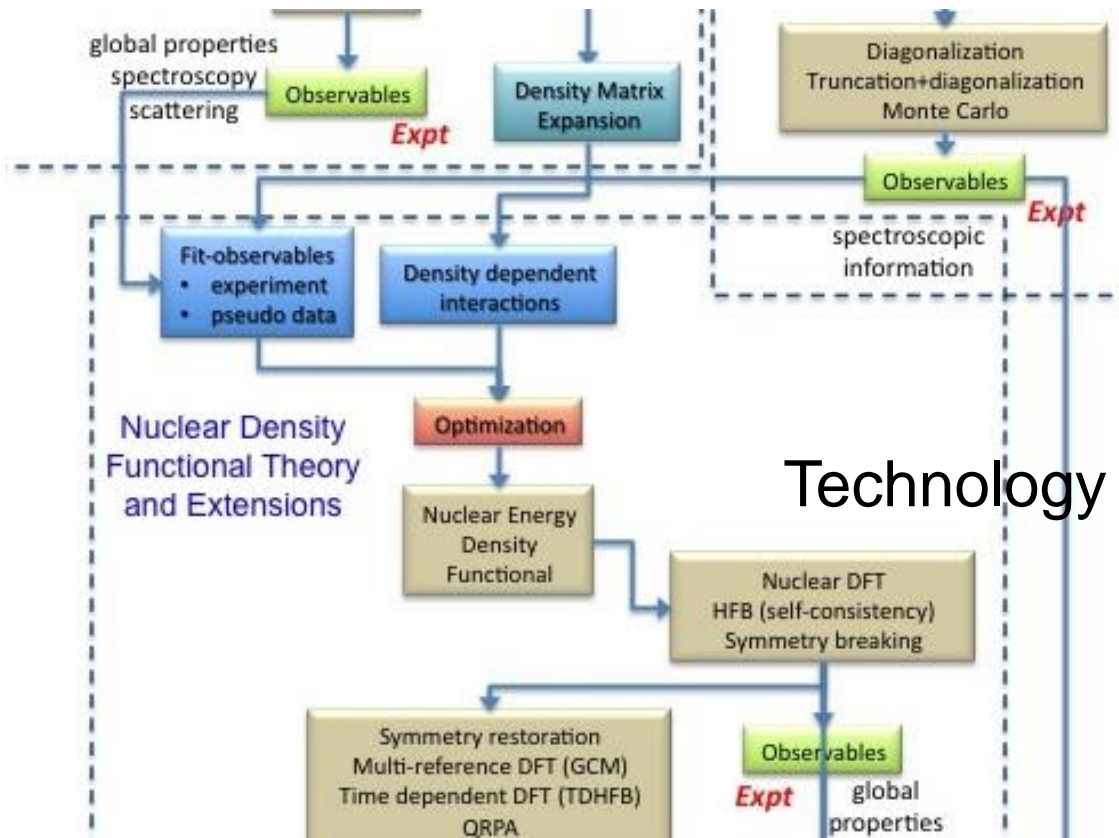 global properties
spectroscopy
scattering
Observables
Expt
Density Matrix
Expansion
Diagonalization
Truncation+diagonalization
Monte Carlo
Observables
Expt
spectroscopic
information
Fit-observables
• experiment
• pseudo data
Density dependent
interactions
Optimization
Nuclear Density
Functional Theory
and Extensions
Technology
Nuclear Energy
Density
Functional
Nuclear DFT
HFB (self-consistency)
Symmetry breaking
Symmetry restoration
Multi-reference DFT (GCM)
Time dependent DFT (TDHFB)
QRPA
Observables
Expt
global
properties